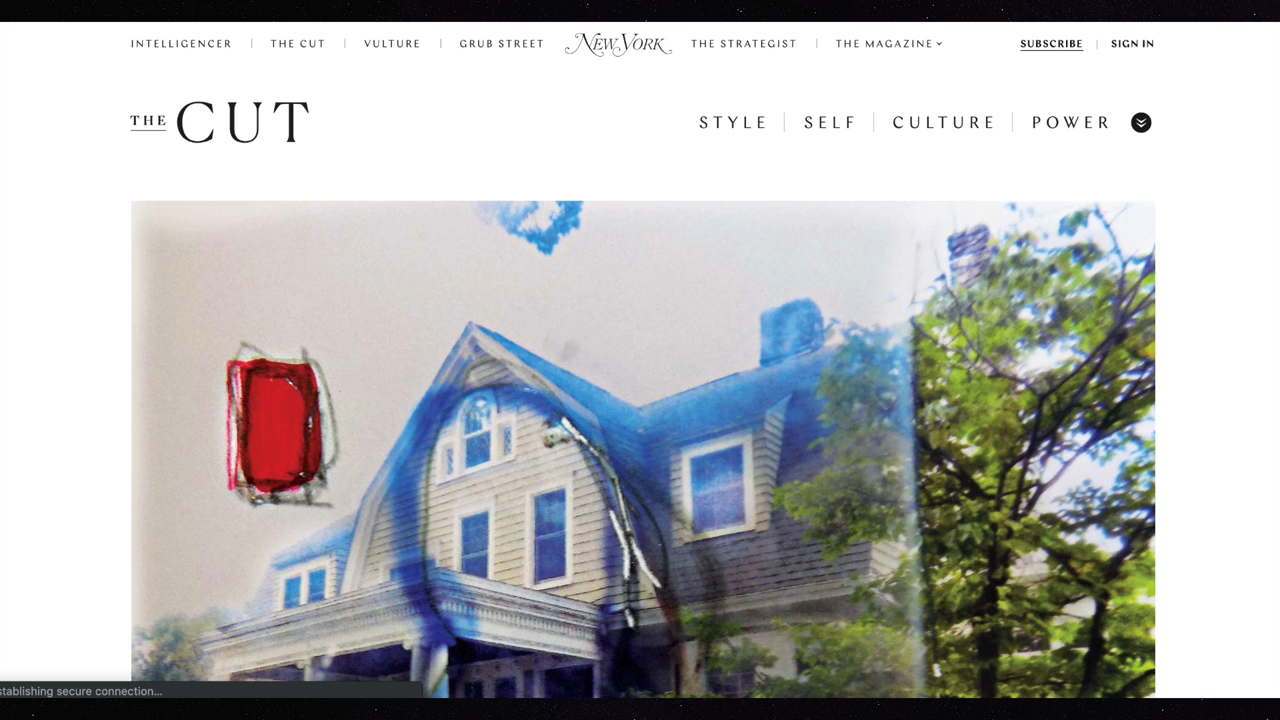 INTELLIGENCER THE CUT VULTURE GRUB STREET NEW YORK THE STRATEGIST THE MAGAZINE SUBSCRIBE SIGN IN
THE CUT STYLE SELF CULTURE POWER
stablishing secure connection...